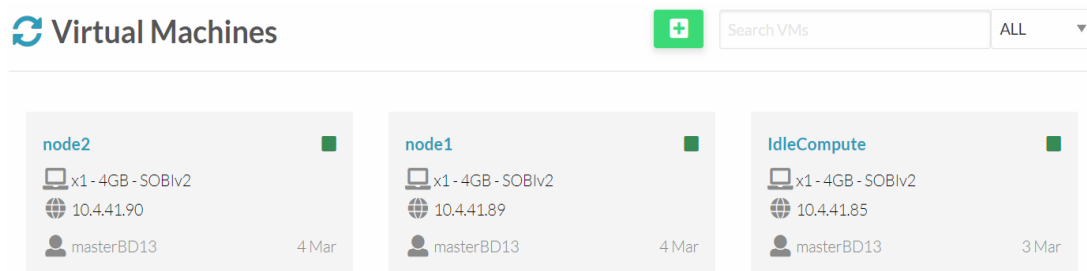 Virtual Machines
Search VMs
ALL
node2
x1 - 4GB - SOBIv2
10.4.41.90
masterBD13 4 Mar
node1
x1 - 4GB - SOBIv2
10.4.41.89
masterBD13 4 Mar
IdleCompute
x1 - 4GB - SOBIv2
10.4.41.85
masterBD13 3 Mar